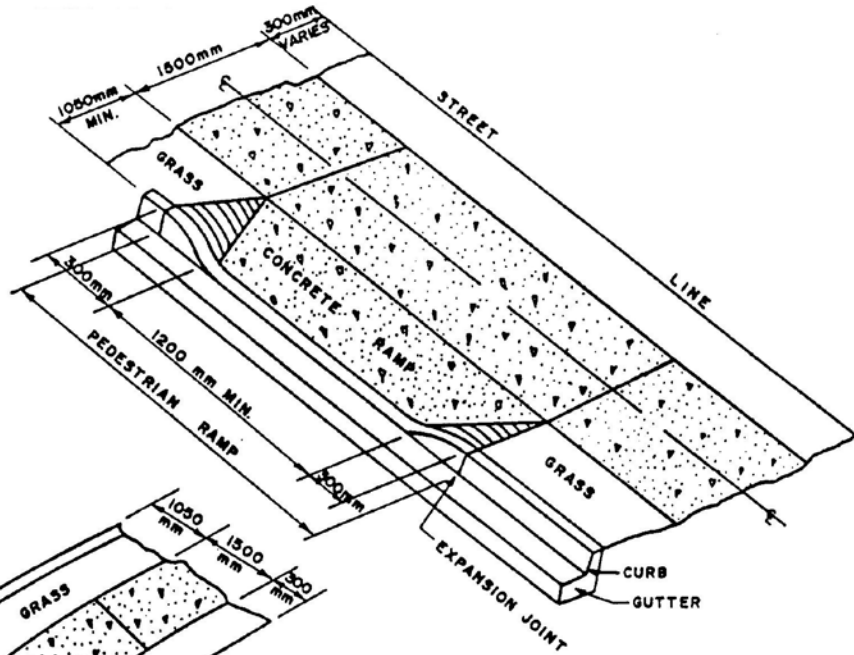 300mm
VARIES
1500mm
1050mm
MIN.
℄
STREET
LINE
GRASS
CONCRETE
RAMP
300mm
1200 mm MIN.
300mm
PEDESTRIAN RAMP
GRASS
℄
EXPANSION JOINT
CURB
GUTTER
1050
mm
1500
mm
300
mm
GRASS